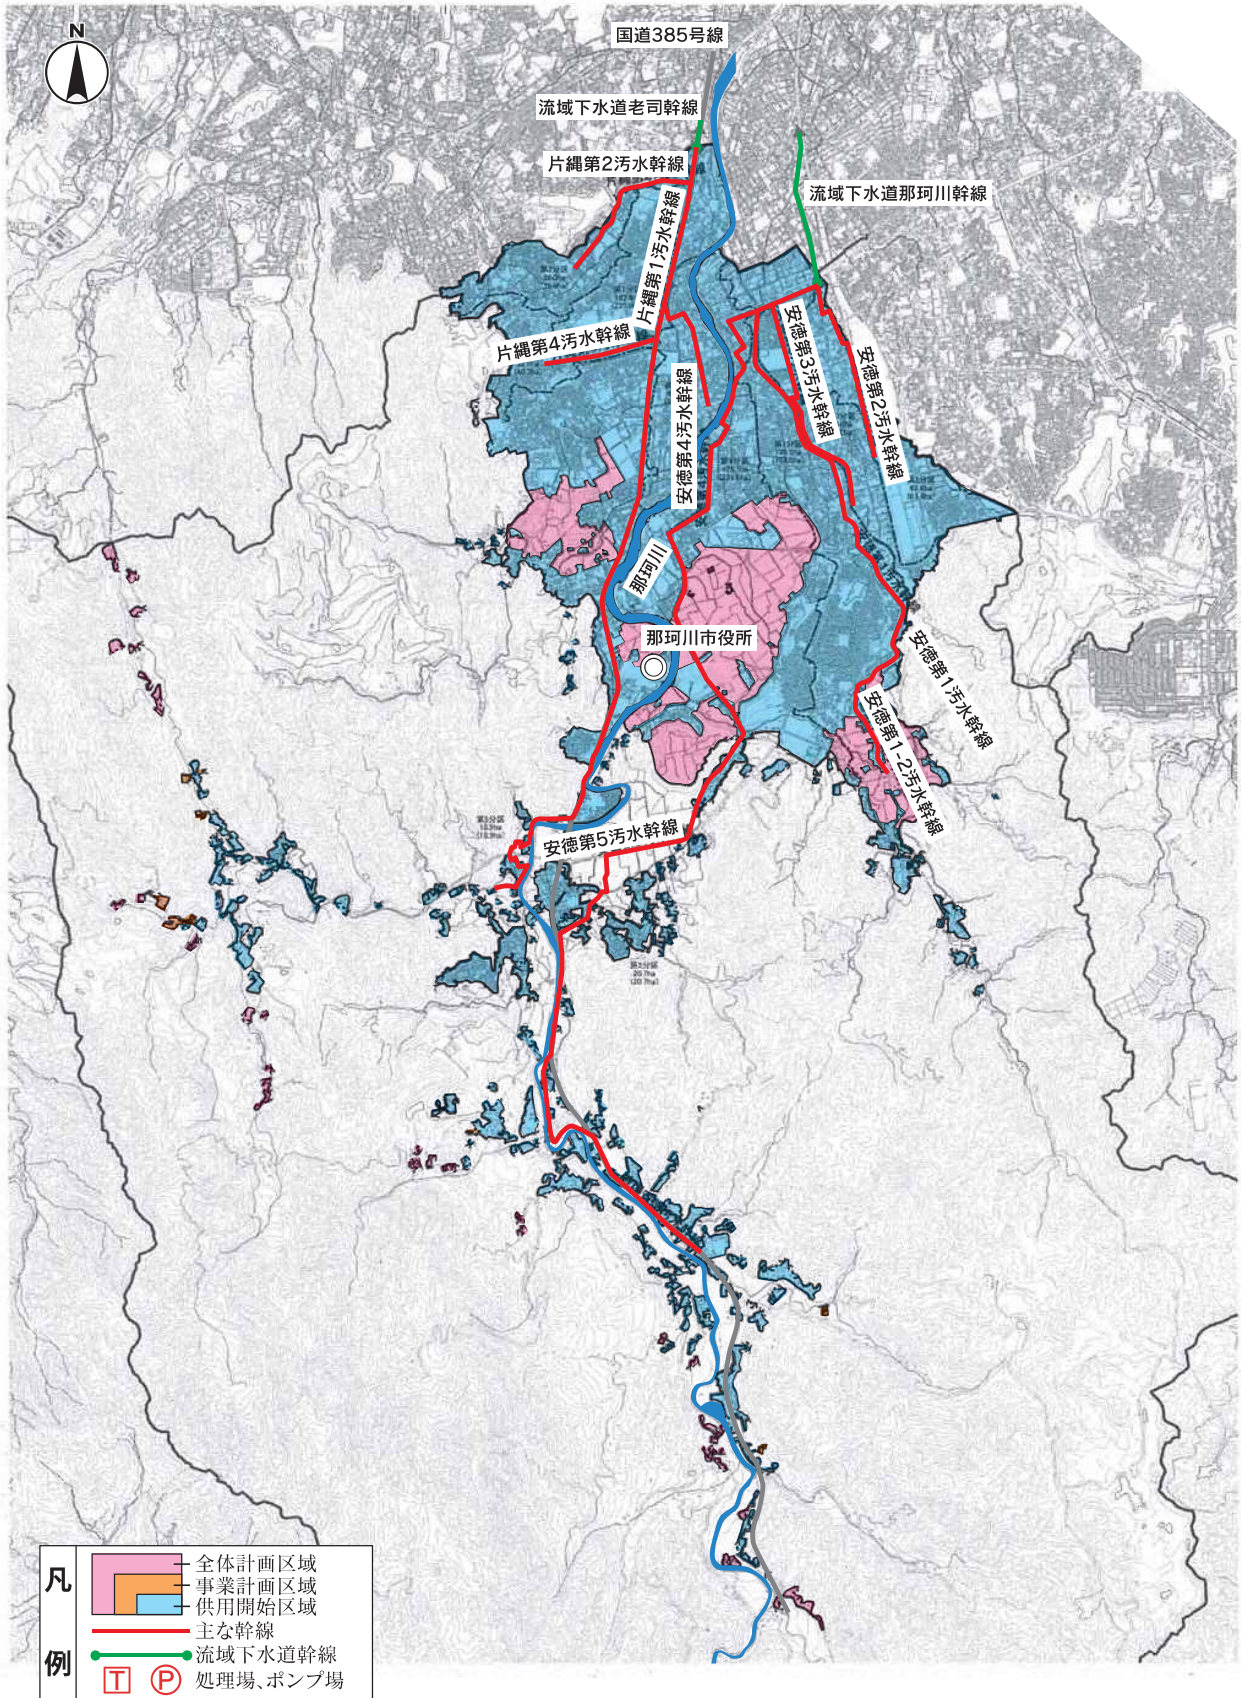 N
国道385号線
流域下水道老司幹線
片縄第2汚水幹線
流域下水道那珂川幹線
片縄第1汚水幹線
片縄第4汚水幹線
安徳第3汚水幹線
安徳第2汚水幹線
安徳第4汚水幹線
那珂川
那珂川市役所
安徳第1汚水幹線
安徳第1-2汚水幹線
安徳第5汚水幹線
凡例
全体計画区域
事業計画区域
供用開始区域
主な幹線
流域下水道幹線
T P 処理場、ポンプ場